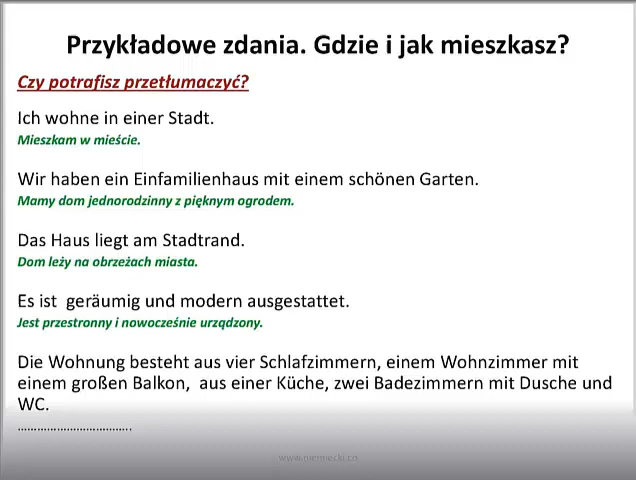 Przykładowe zdania. Gdzie i jak mieszkasz?
Czy potrafisz przetłumaczyć?
Ich wohne in einer Stadt.
Mieszkam w mieście.
Wir haben ein Einfamilienhaus mit einem schönen Garten.
Mamy dom jednorodzinny z pięknym ogrodem.
Das Haus liegt am Stadtrand.
Dom leży na obrzeżach miasta.
Es ist geräumig und modern ausgestattet.
Jest przestronny i nowocześnie urządzony.
Die Wohnung besteht aus vier Schlafzimmern, einem Wohnzimmer mit
einem großen Balkon, aus einer Küche, zwei Badezimmern mit Dusche und
WC.
……………………………..